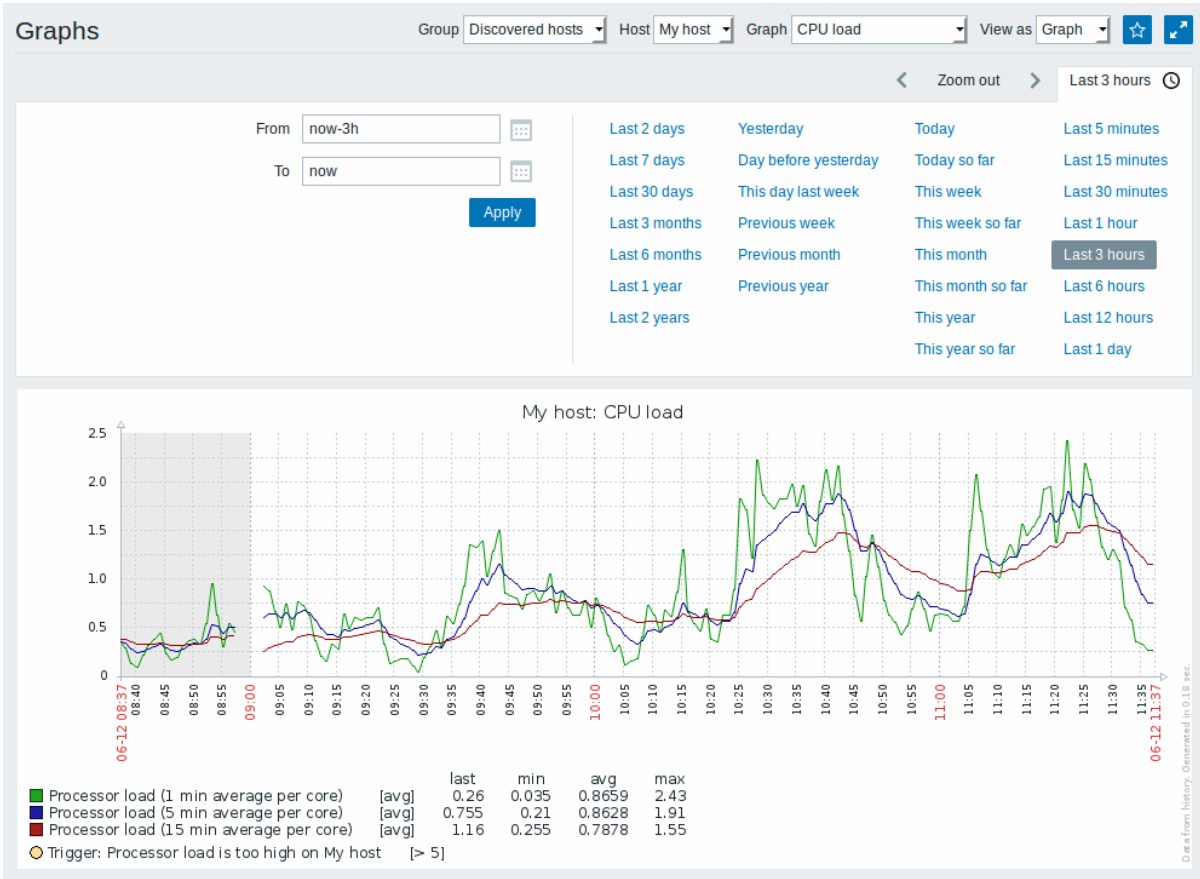 Graphs Group Discovered hosts Host My host Graph CPU load View as Graph
Zoom out Last 3 hours
From now-3h
To now
Apply
Last 2 days Yesterday Today Last 5 minutes
Last 7 days Day before yesterday Today so far Last 15 minutes
Last 30 days This day last week This week Last 30 minutes
Last 3 months Previous week This week so far Last 1 hour
Last 6 months Previous month This month Last 3 hours
Last 1 year Previous year This month so far Last 6 hours
Last 2 years This year Last 12 hours
This year so far Last 1 day
My host: CPU load
2.5
2.0
1.5
1.0
0.5
0
06-12 08:37 08:40 08:45 08:50 08:55 09:00 09:05 09:10 09:15 09:20 09:25 09:30 09:35 09:40 09:45 09:50 09:55 10:00 10:05 10:10 10:15 10:20 10:25 10:30 10:35 10:40 10:45 10:50 10:55 11:00 11:05 11:10 11:15 11:20 11:25 11:30 11:35 06-12 11:37
last min avg max
Processor load (1 min average per core) [avg] 0.26 0.035 0.8659 2.43
Processor load (5 min average per core) [avg] 0.755 0.21 0.8628 1.91
Processor load (15 min average per core) [avg] 1.16 0.255 0.7878 1.55
Trigger: Processor load is too high on My host [> 5]
Data from history. Generated in 0.18 sec.